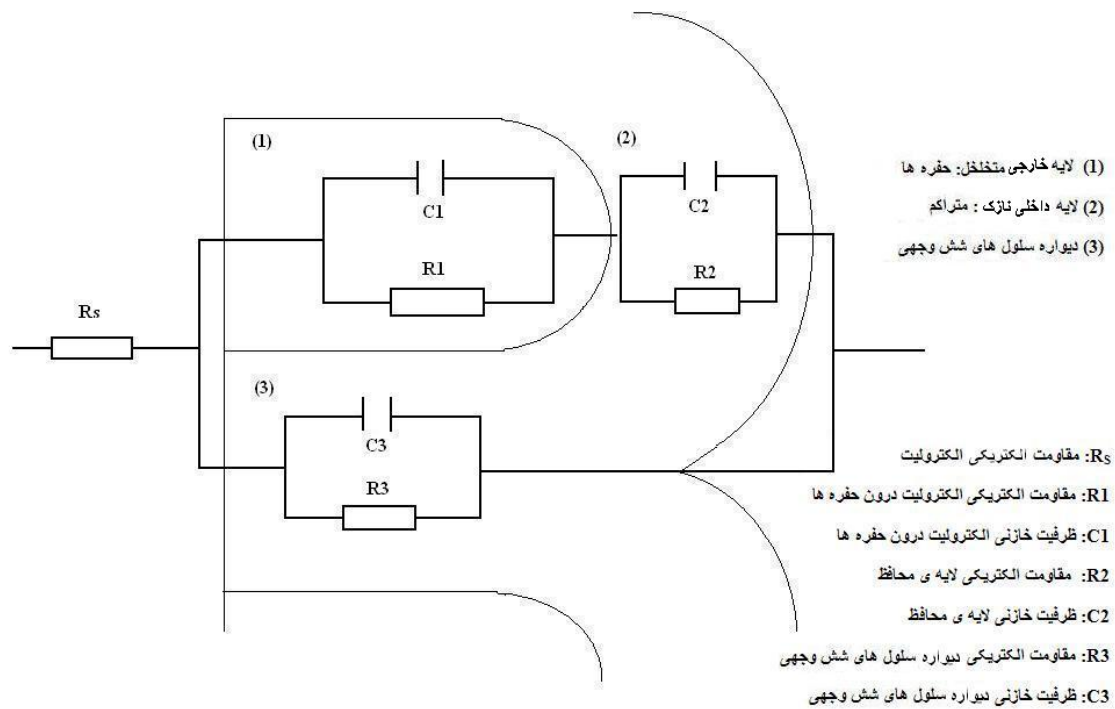 (1)
(2)
C1
C2
R1
R2
Rs
(3)
C3
R3
(1) لایه خارجی متخلخل: حفره ها
(2) لایه داخلی نازک : متراکم
(3) دیواره سلول های شش وجهی
Rs: مقاومت الکتریکی الکترولیت
R1: مقاومت الکتریکی الکترولیت درون حفره ها
C1: ظرفیت خازنی الکترولیت درون حفره ها
R2: مقاومت الکتریکی لایه ی محافظ
C2: ظرفیت خازنی لایه ی محافظ
R3: مقاومت الکتریکی دیواره سلول های شش وجهی
C3: ظرفیت خازنی دیواره سلول های شش وجهی